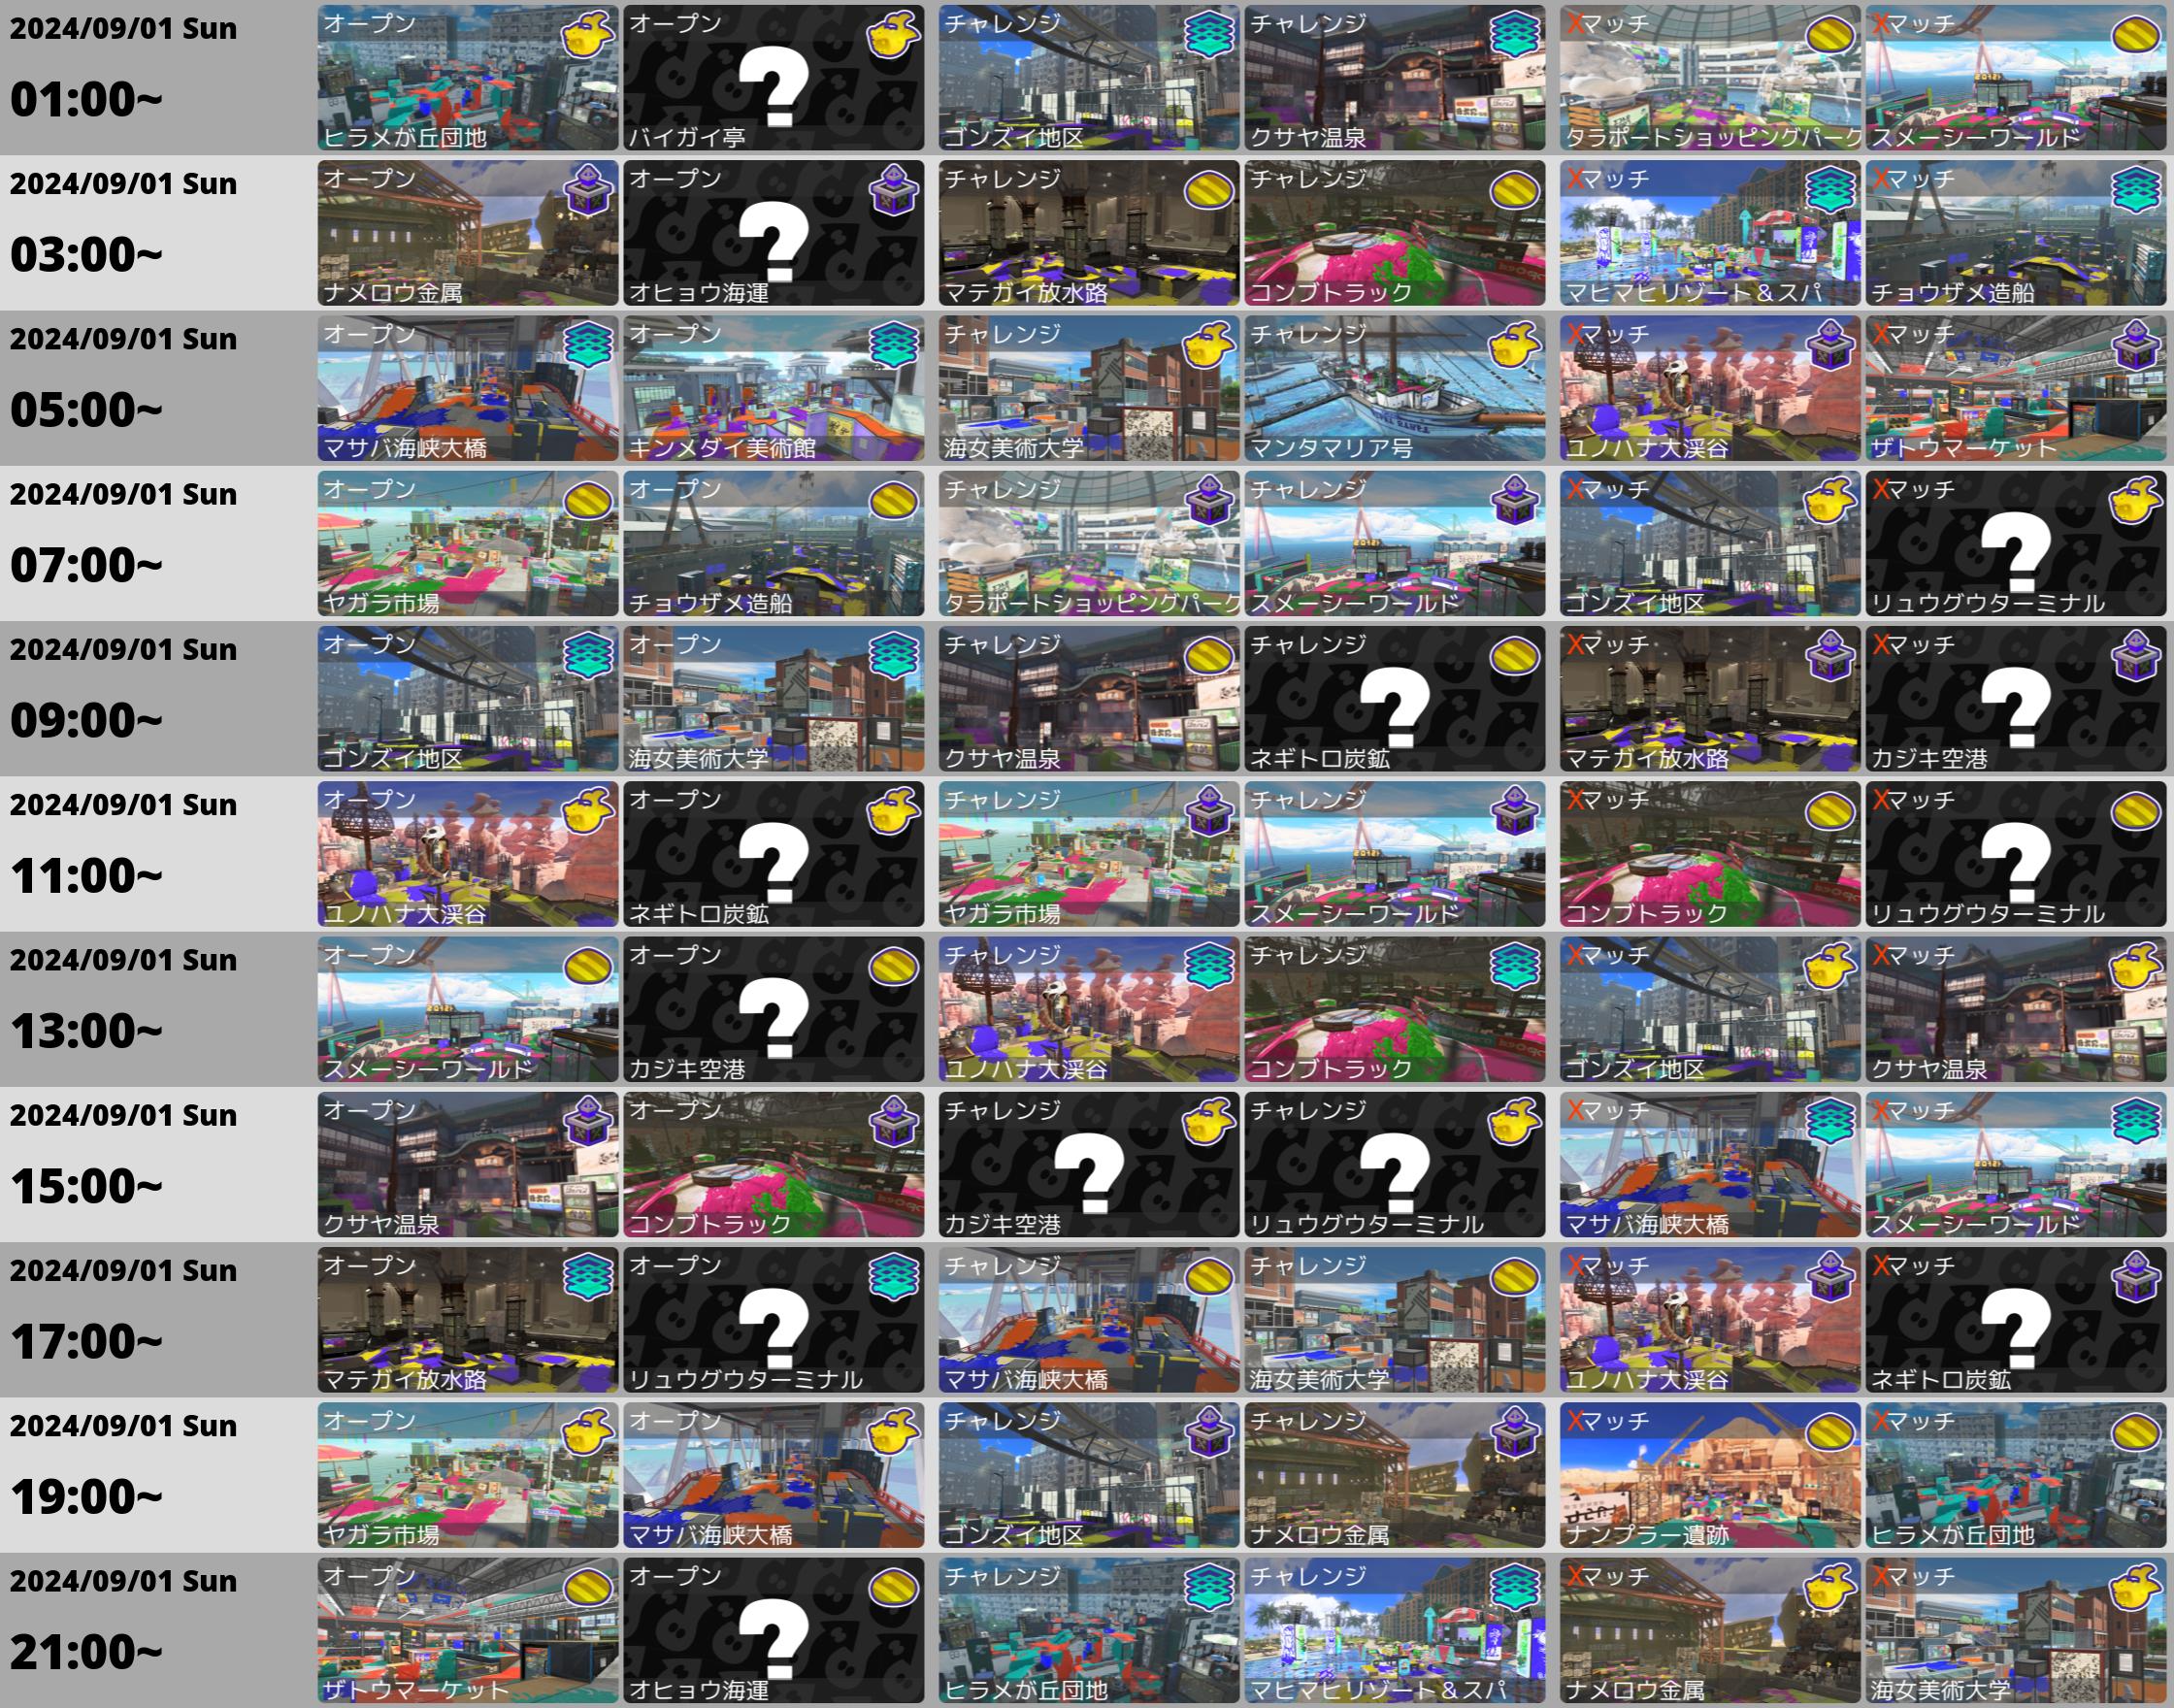 2024/09/01 Sun
01:00~
オープン
ヒラメが丘団地
オープン
バイガイ亭
チャレンジ
ゴンズイ地区
チャレンジ
クサヤ温泉
Xマッチ
タラポートショッピングパーク
Xマッチ
スメーシーワールド
2024/09/01 Sun
03:00~
オープン
ナメロウ金属
オープン
オヒョウ海運
チャレンジ
マテガイ放水路
チャレンジ
コンブトラック
Xマッチ
マヒマヒリゾート＆スパ
Xマッチ
チョウザメ造船
2024/09/01 Sun
05:00~
オープン
マサバ海峡大橋
オープン
キンメダイ美術館
チャレンジ
海女美術大学
チャレンジ
マンタマリア号
Xマッチ
ユノハナ大渓谷
Xマッチ
ザトウマーケット
2024/09/01 Sun
07:00~
オープン
ヤガラ市場
オープン
チョウザメ造船
チャレンジ
タラポートショッピングパーク
チャレンジ
スメーシーワールド
Xマッチ
ゴンズイ地区
Xマッチ
リュウグウターミナル
2024/09/01 Sun
09:00~
オープン
ゴンズイ地区
オープン
海女美術大学
チャレンジ
クサヤ温泉
チャレンジ
ネギトロ炭鉱
Xマッチ
マテガイ放水路
Xマッチ
カジキ空港
2024/09/01 Sun
11:00~
オープン
ユノハナ大渓谷
オープン
ネギトロ炭鉱
チャレンジ
ヤガラ市場
チャレンジ
スメーシーワールド
Xマッチ
コンブトラック
Xマッチ
リュウグウターミナル
2024/09/01 Sun
13:00~
オープン
スメーシーワールド
オープン
カジキ空港
チャレンジ
ユノハナ大渓谷
チャレンジ
コンブトラック
Xマッチ
ゴンズイ地区
Xマッチ
クサヤ温泉
2024/09/01 Sun
15:00~
オープン
クサヤ温泉
オープン
コンブトラック
チャレンジ
カジキ空港
チャレンジ
リュウグウターミナル
Xマッチ
マサバ海峡大橋
Xマッチ
スメーシーワールド
2024/09/01 Sun
17:00~
オープン
マテガイ放水路
オープン
リュウグウターミナル
チャレンジ
マサバ海峡大橋
チャレンジ
海女美術大学
Xマッチ
ユノハナ大渓谷
Xマッチ
ネギトロ炭鉱
2024/09/01 Sun
19:00~
オープン
ヤガラ市場
オープン
マサバ海峡大橋
チャレンジ
ゴンズイ地区
チャレンジ
ナメロウ金属
Xマッチ
ナンプラー遺跡
Xマッチ
ヒラメが丘団地
2024/09/01 Sun
21:00~
オープン
ザトウマーケット
オープン
オヒョウ海運
チャレンジ
ヒラメが丘団地
チャレンジ
マヒマヒリゾート＆スパ
Xマッチ
ナメロウ金属
Xマッチ
海女美術大学